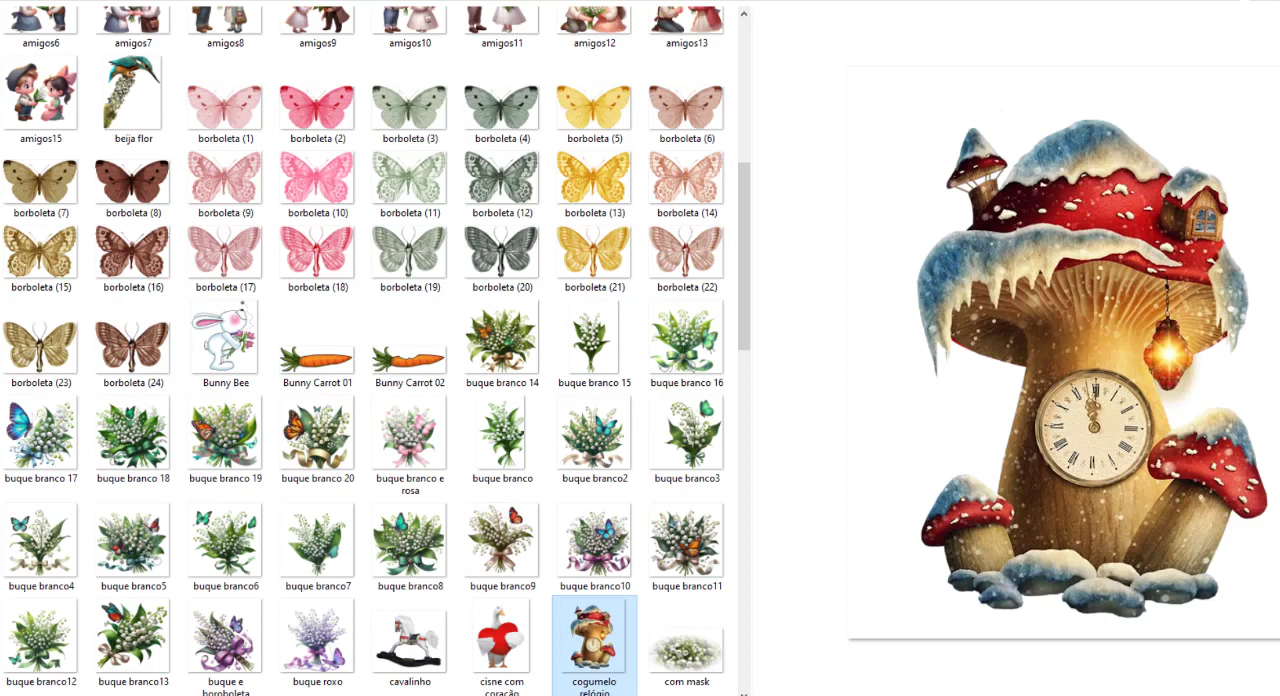 amigos6
amigos7
amigos8
amigos9
amigos10
amigos11
amigos12
amigos13
amigos15
beija flor
borboleta (1)
borboleta (2)
borboleta (3)
borboleta (4)
borboleta (5)
borboleta (6)
borboleta (7)
borboleta (8)
borboleta (9)
borboleta (10)
borboleta (11)
borboleta (12)
borboleta (13)
borboleta (14)
borboleta (15)
borboleta (16)
borboleta (17)
borboleta (18)
borboleta (19)
borboleta (20)
borboleta (21)
borboleta (22)
borboleta (23)
borboleta (24)
Bunny Bee
Bunny Carrot 01
Bunny Carrot 02
buque branco 14
buque branco 15
buque branco 16
buque branco 17
buque branco 18
buque branco 19
buque branco 20
buque branco e
rosa
buque branco
buque branco2
buque branco3
buque branco4
buque branco5
buque branco6
buque branco7
buque branco8
buque branco9
buque branco10
buque branco11
buque branco12
buque branco13
buque e
boroboleta
buque roxo
cavalinho
cisne com
coração
cogumelo
relógio
com mask